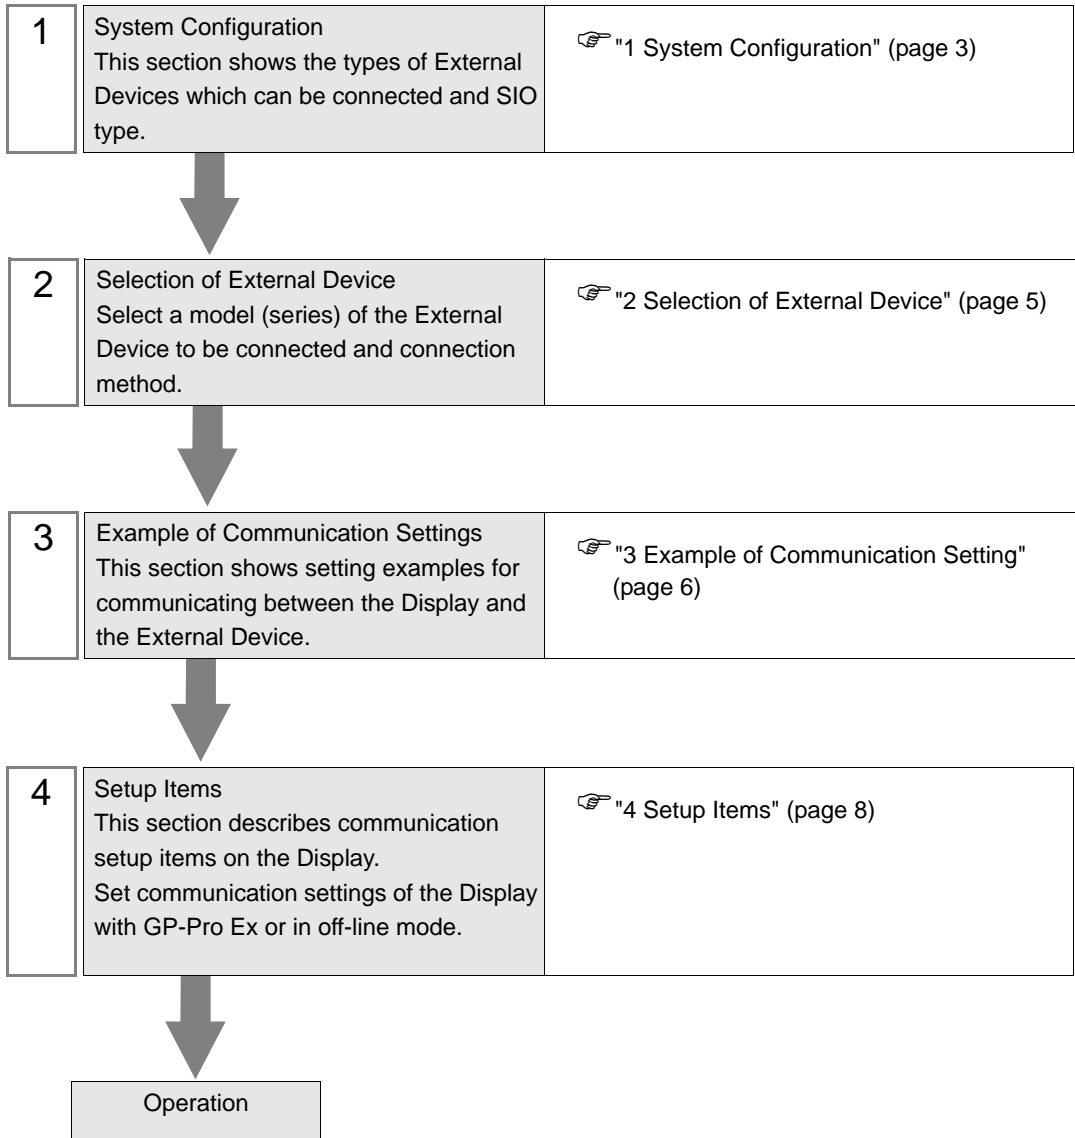 1
System Configuration
This section shows the types of External
Devices which can be connected and SIO
type.
"1 System Configuration" (page 3)
2
Selection of External Device
Select a model (series) of the External
Device to be connected and connection
method.
"2 Selection of External Device" (page 5)
3
Example of Communication Settings
This section shows setting examples for
communicating between the Display and
the External Device.
"3 Example of Communication Setting"
(page 6)
4
Setup Items
This section describes communication
setup items on the Display.
Set communication settings of the Display
with GP-Pro Ex or in off-line mode.
"4 Setup Items" (page 8)
Operation